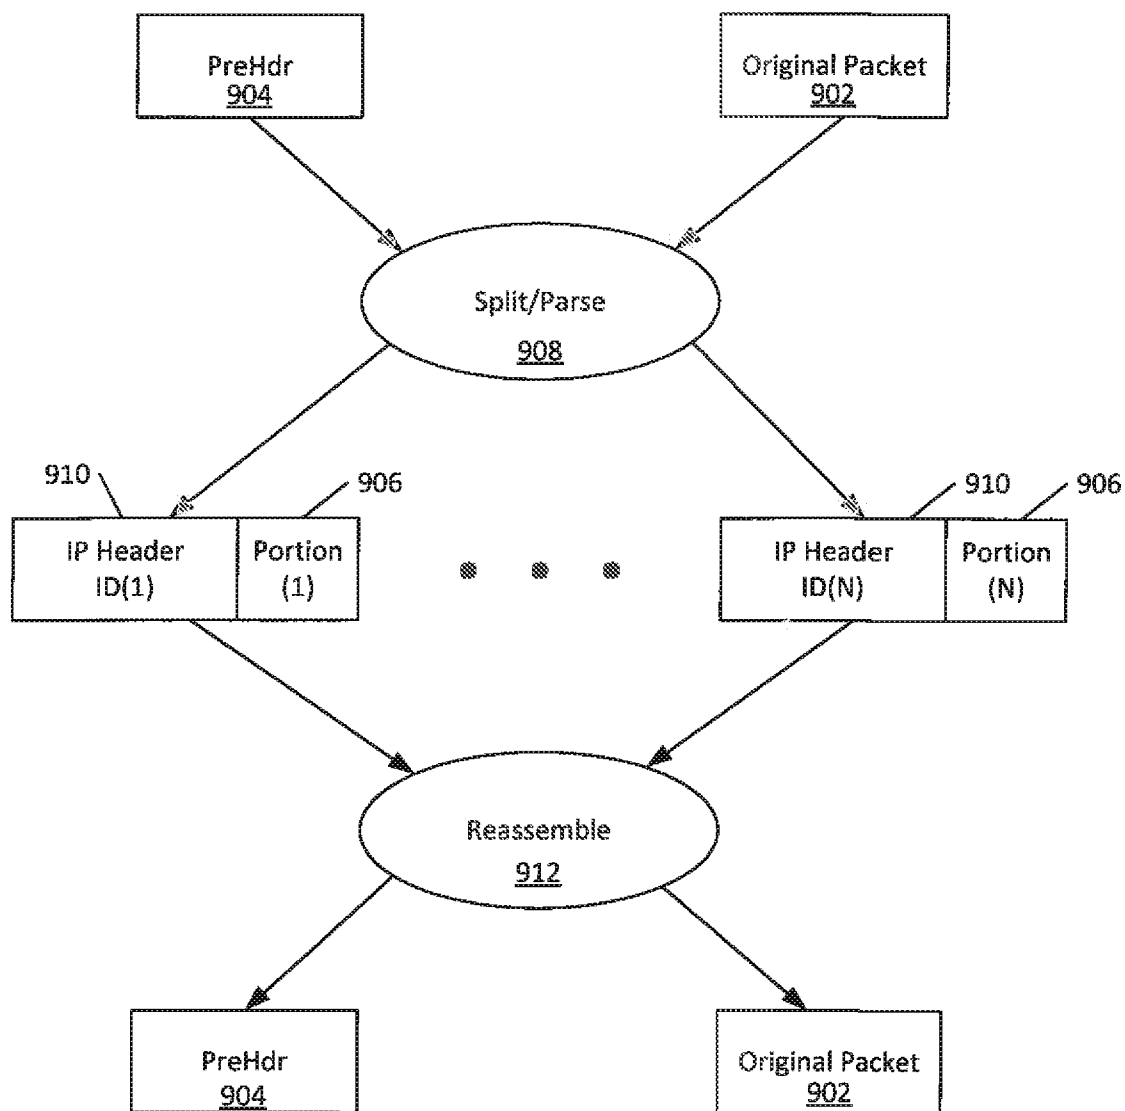 PreHdr
904
Original Packet
902
Split/Parse
908
910
906
910
906
IP Header
ID(1)
Portion
(1)
IP Header
ID(N)
Portion
(N)
Reassemble
912
PreHdr
904
Original Packet
902